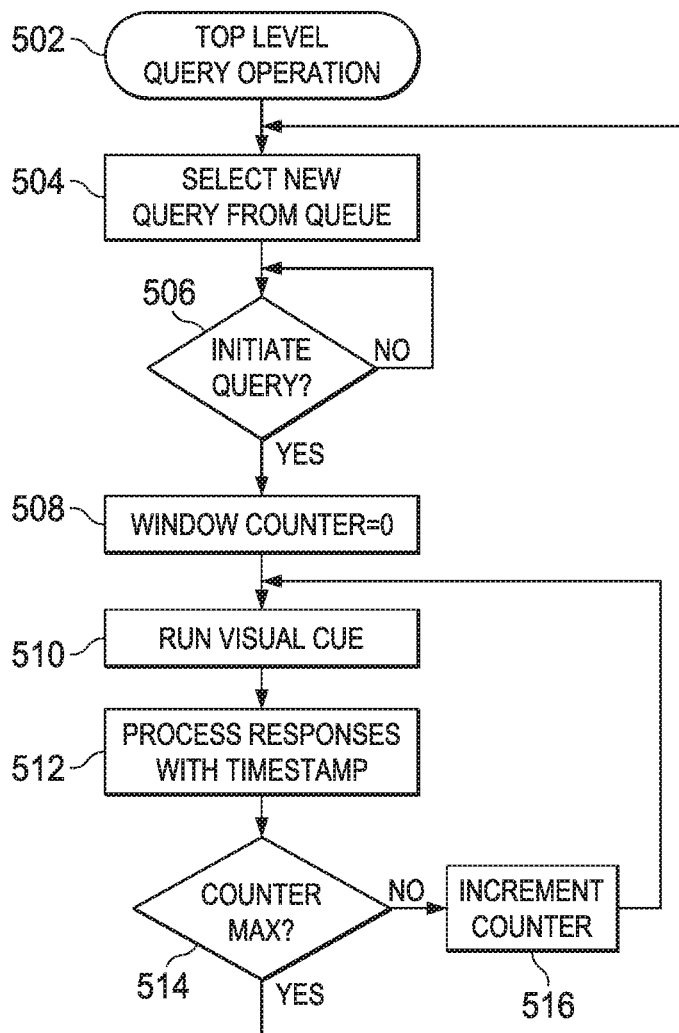 502
TOP LEVEL
QUERY OPERATION
504
SELECT NEW
QUERY FROM QUEUE
506
INITIATE
QUERY?
NO
YES
508
WINDOW COUNTER=0
510
RUN VISUAL CUE
512
PROCESS RESPONSES
WITH TIMESTAMP
COUNTER
MAX?
NO
514
YES
INCREMENT
COUNTER
516